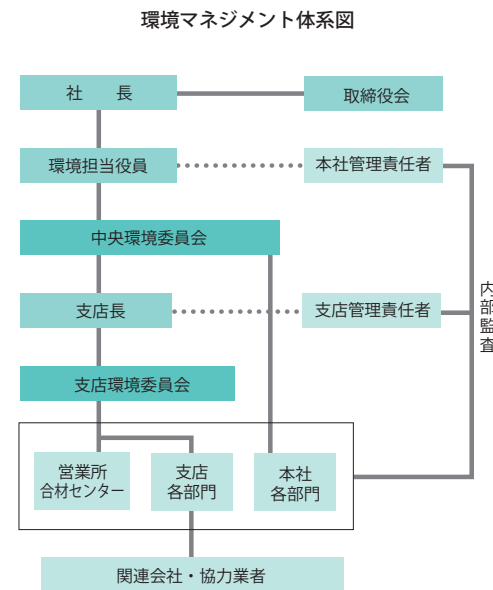 環境マネジメント体系図
社　長
取締役会
環境担当役員
本社管理責任者
中央環境委員会
支店長
支店管理責任者
内部監査
支店環境委員会
営業所
合材センター
支店
各部門
本社
各部門
関連会社・協力業者